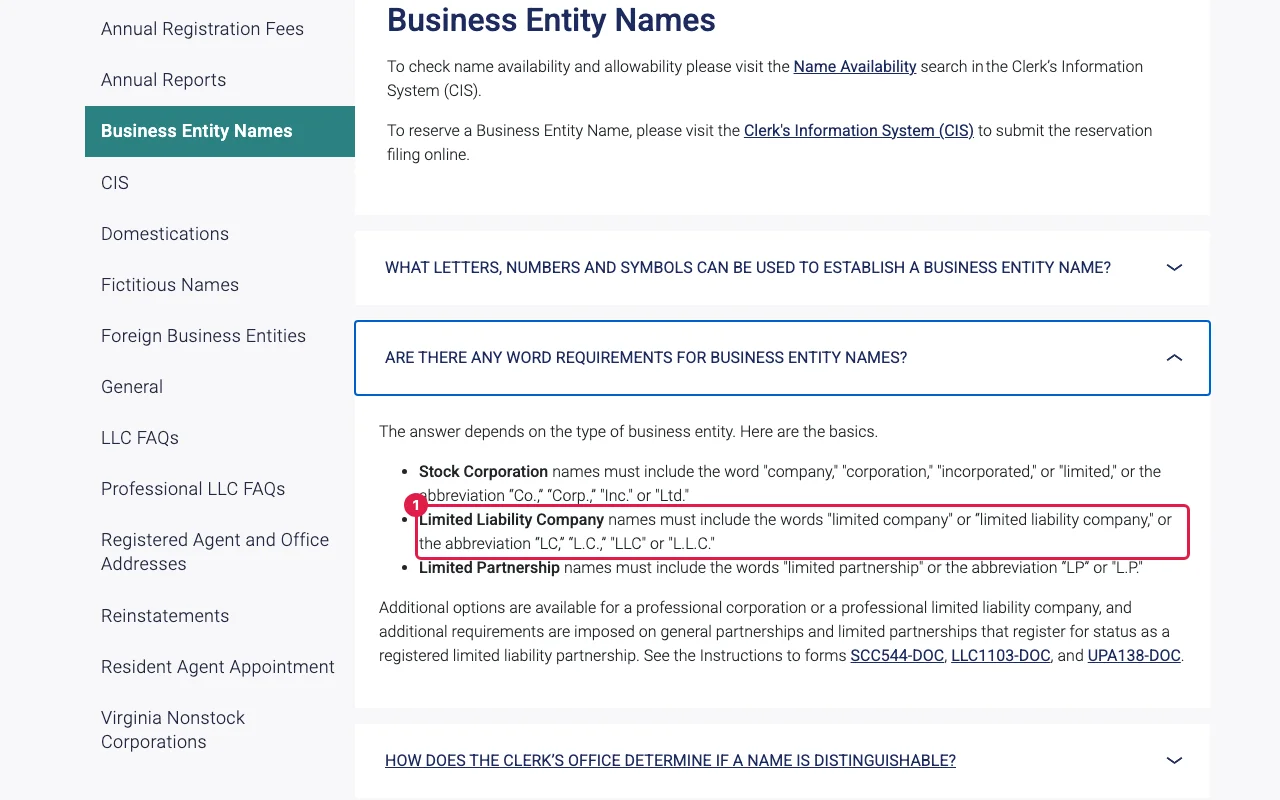 Annual Registration Fees
Annual Reports
Business Entity Names
CIS
Domestications
Fictitious Names
Foreign Business Entities
General
LLC FAQs
Professional LLC FAQs
Registered Agent and Office
Addresses
Reinstatements
Resident Agent Appointment
Virginia Nonstock
Corporations
Business Entity Names
To check name availability and allowability please visit the Name Availability search in the Clerk’s Information
System (CIS).
To reserve a Business Entity Name, please visit the Clerk's Information System (CIS) to submit the reservation
filing online.
WHAT LETTERS, NUMBERS AND SYMBOLS CAN BE USED TO ESTABLISH A BUSINESS ENTITY NAME?
ARE THERE ANY WORD REQUIREMENTS FOR BUSINESS ENTITY NAMES?
The answer depends on the type of business entity. Here are the basics.
• Stock Corporation names must include the word "company," "corporation," "incorporated," or "limited," or the
abbreviation “Co.,” “Corp.,” "Inc." or "Ltd."
1
• Limited Liability Company names must include the words "limited company" or “limited liability company,” or
the abbreviation “LC,” “L.C.,” "LLC" or "L.L.C."
• Limited Partnership names must include the words "limited partnership" or the abbreviation “LP” or "L.P."
Additional options are available for a professional corporation or a professional limited liability company, and
additional requirements are imposed on general partnerships and limited partnerships that register for status as a
registered limited liability partnership. See the Instructions to forms SCC544-DOC, LLC1103-DOC, and UPA138-DOC.
HOW DOES THE CLERK’S OFFICE DETERMINE IF A NAME IS DISTINGUISHABLE?